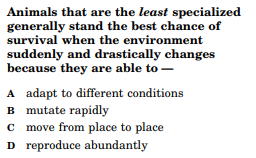 Animals that are the least specialized
generally stand the best chance of
survival when the environment
suddenly and drastically changes
because they are able to —
A adapt to different conditions
B mutate rapidly
C move from place to place
D reproduce abundantly